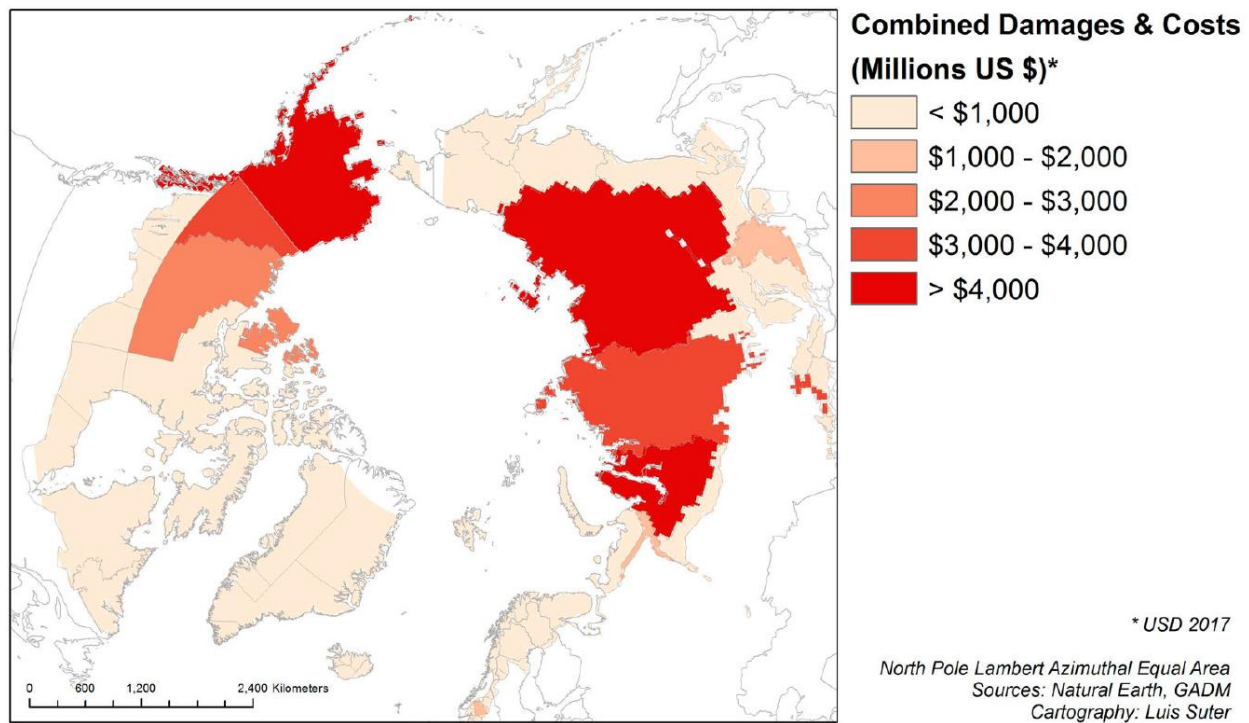 Combined Damages & Costs
(Millions US $)*
< $1,000
$1,000 - $2,000
$2,000 - $3,000
$3,000 - $4,000
> $4,000
* USD 2017
North Pole Lambert Azimuthal Equal Area
Sources: Natural Earth, GADM
Cartography: Luis Suter
0 600 1,200 2,400 Kilometers